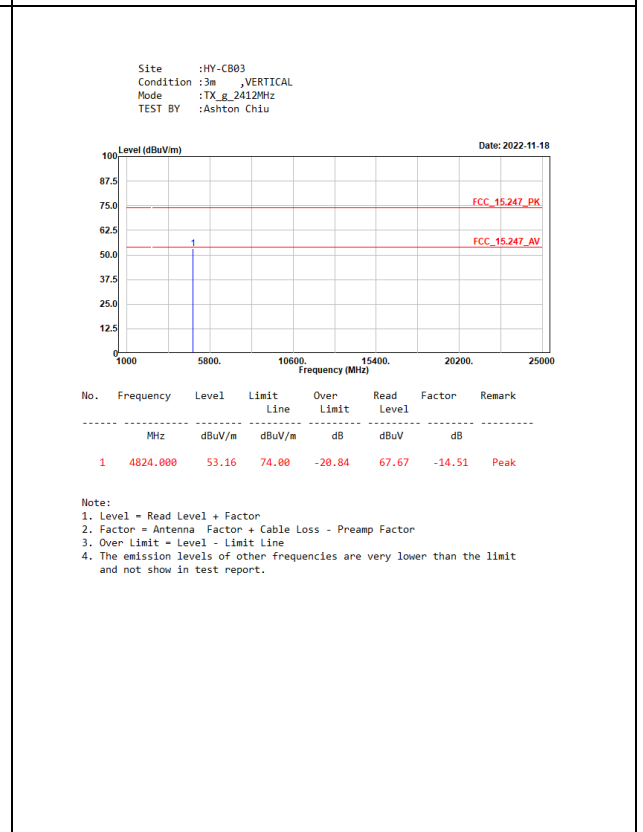 Site :HY-CB03
Condition :3m ,VERTICAL
Mode :TX_g_2412MHz
TEST BY :Ashton Chiu
Level (dBuV/m) Date: 2022-11-18
100
87.5
75.0 FCC_15.247_PK
62.5
1 FCC_15.247_AV
50.0
37.5
25.0
12.5
0
1000 5800. 10600. 15400. 20200. 25000
Frequency (MHz)
No. Frequency Level Limit Over Read Factor Remark
Line Limit Level
------ ----------- -------- --------- --------- --------- -------- ---------
MHz dBuV/m dBuV/m dB dBuV dB
1 4824.000 53.16 74.00 -20.84 67.67 -14.51 Peak
Note:
1. Level = Read Level + Factor
2. Factor = Antenna Factor + Cable Loss - Preamp Factor
3. Over Limit = Level - Limit Line
4. The emission levels of other frequencies are very lower than the limit
and not show in test report.